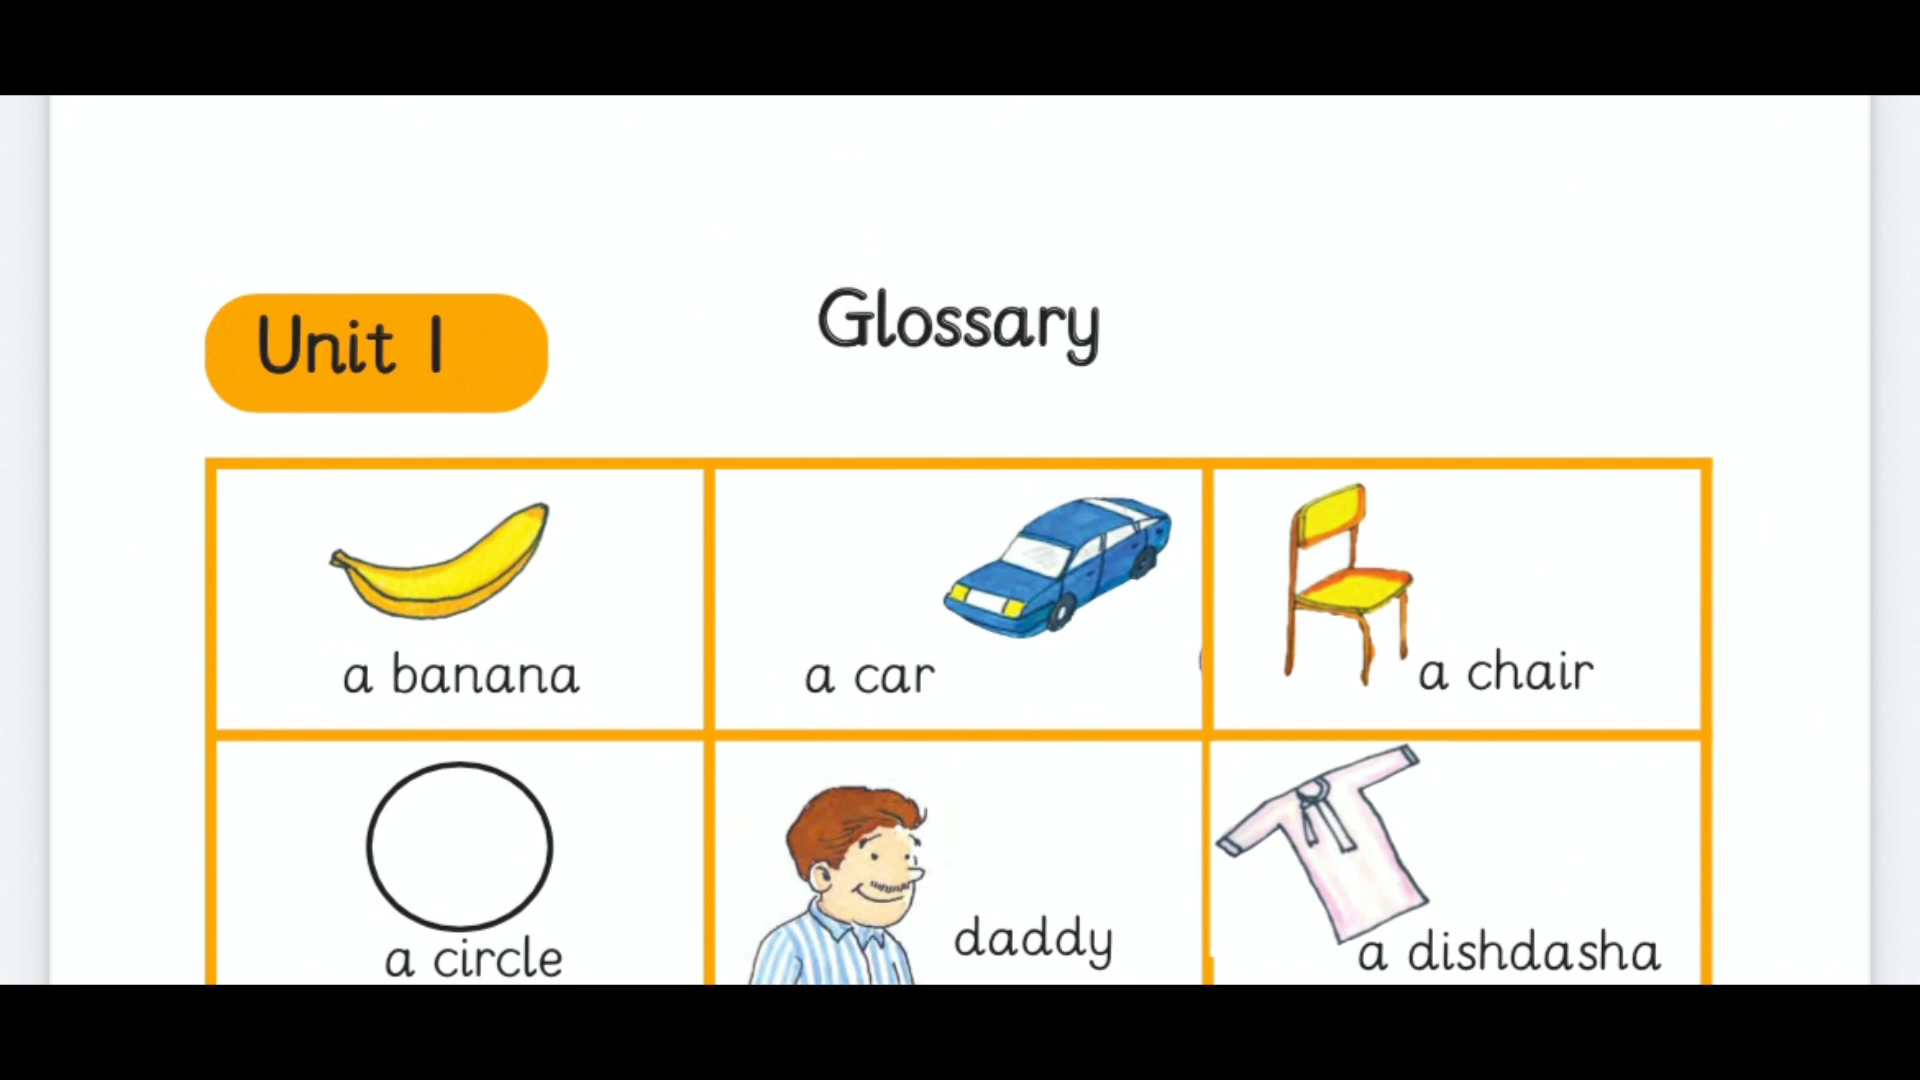 Unit 1
Glossary
a banana
a car
a chair
a circle
daddy
a dishdasha